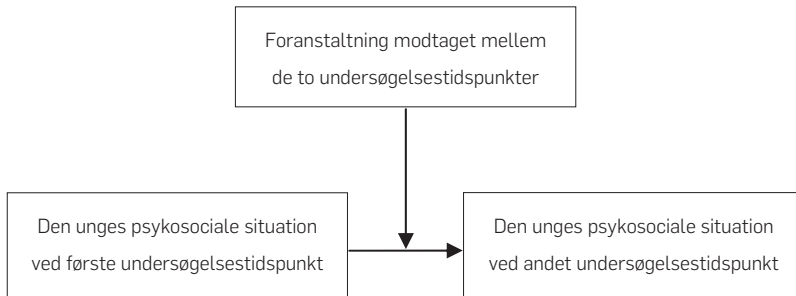 Foranstaltning modtaget mellem
de to undersøgelsestidspunkter
Den unges psykosociale situation
ved første undersøgelsestidspunkt
Den unges psykosociale situation
ved andet undersøgelsestidspunkt